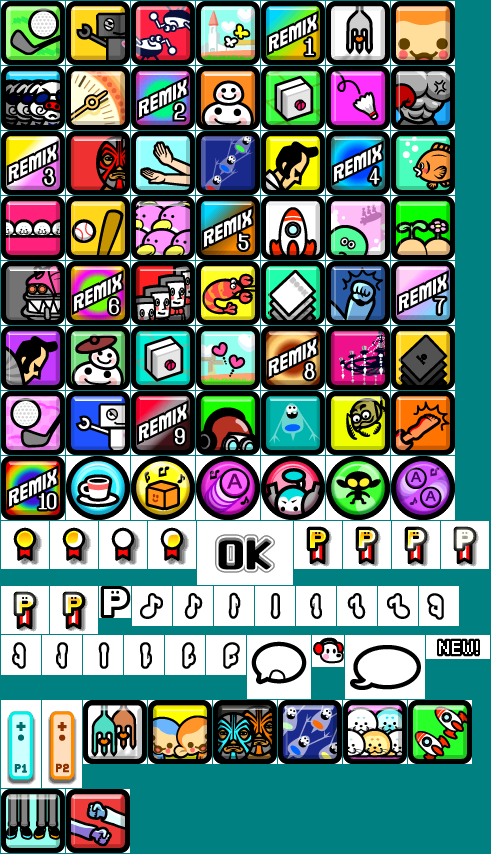 REMIX 1
REMIX 2
REMIX 3
REMIX 4
REMIX 5
REMIX 6
REMIX 7
REMIX 8
REMIX 9
REMIX 10
A
A
A
OK
P
P
P
P
P
P
P
NEW!
P1
P2